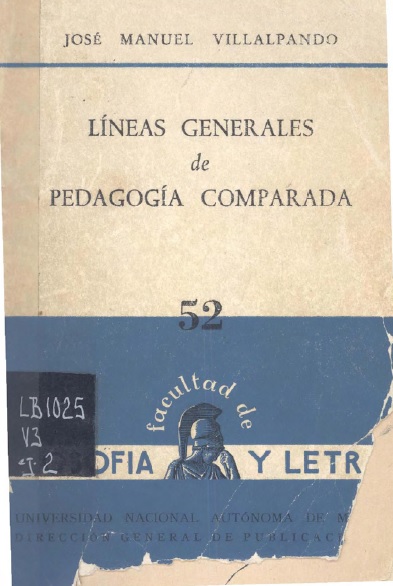 JOSÉ MANUEL VILLALPANDO
LÍNEAS GENERALES
de
PEDAGOGÍA COMPARADA
52
facultad de
LB1025
V3
OFIA Y LETR
UNIVERSIDAD NACIONAL AUTÓNOMA DE M
DIRECCIÓN GENERAL DE PUBLICACI